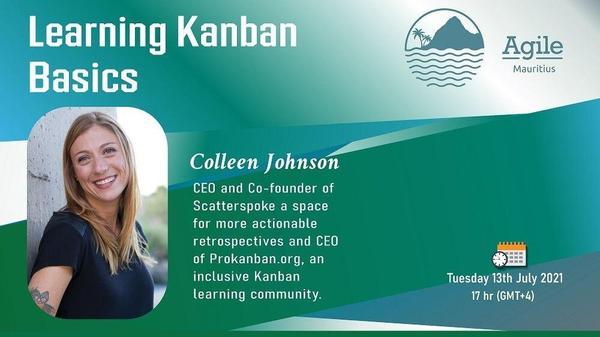 Learning Kanban
Basics
Agile
Mauritius
Colleen Johnson
CEO and Co-founder of
Scatterspoke a space
for more actionable
retrospectives and CEO
of Prokanban.org, an
inclusive Kanban
learning community.
Tuesday 13th July 2021
17 hr (GMT+4)